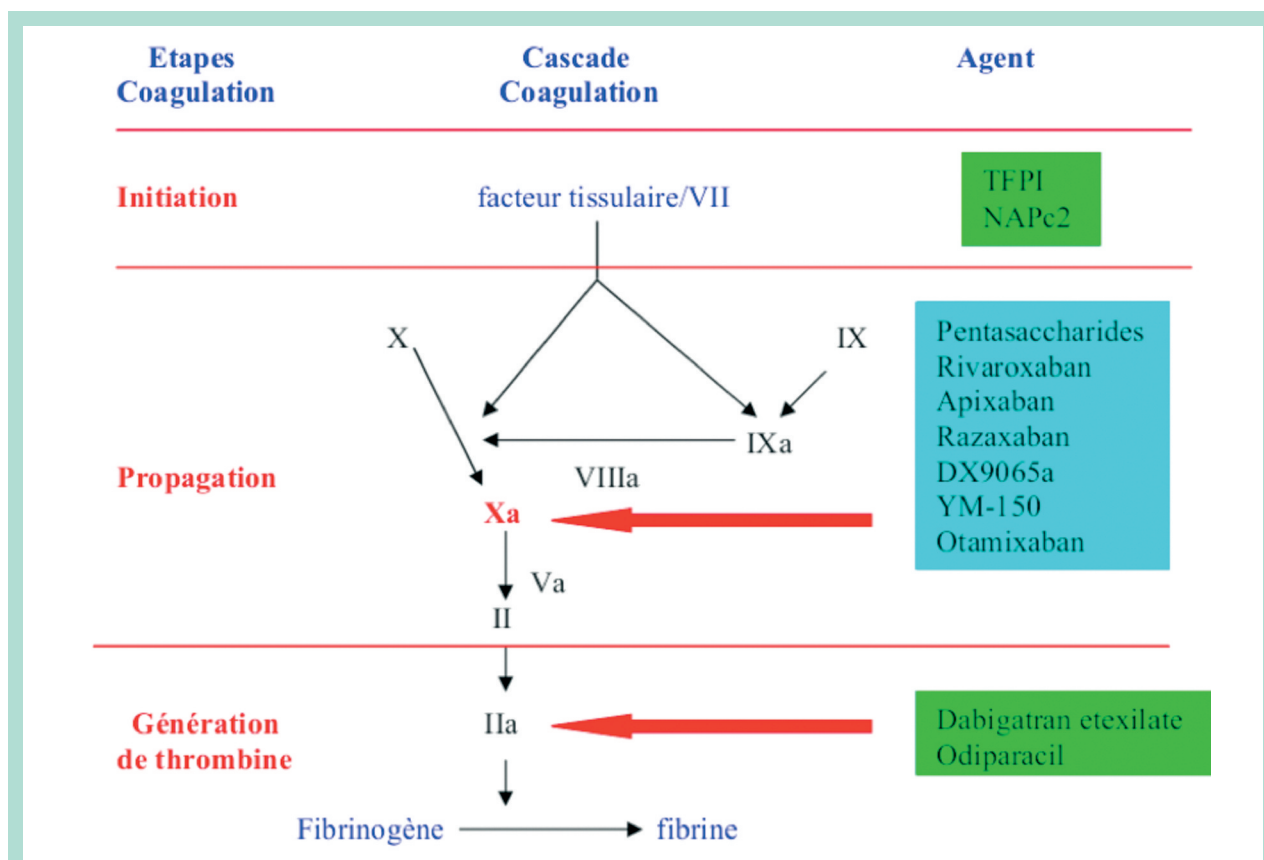 Etapes
Coagulation
Cascade
Coagulation
Agent
Initiation
facteur tissulaire/VII
TFPI
NAPc2
Propagation
X
IX
IXa
VIIIa
Xa
Va
II
Pentasaccharides
Rivaroxaban
Apixaban
Razaxaban
DX9065a
YM-150
Otamixaban
Génération
de thrombine
IIa
Fibrinogène
fibrine
Dabigatran etexilate
Odiparacil